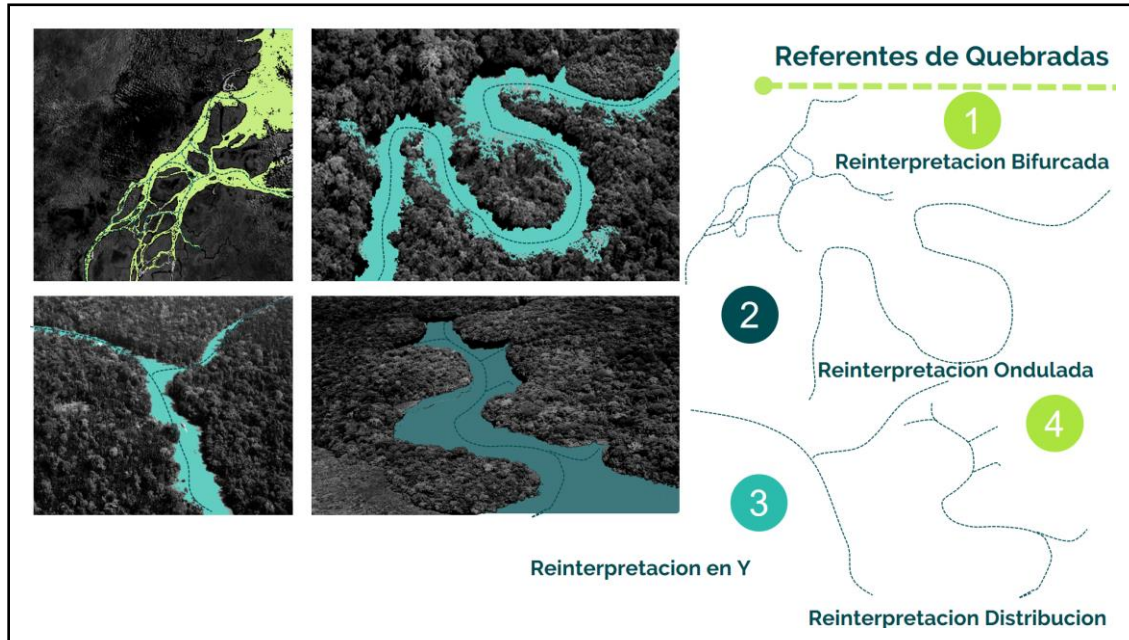 Referentes de Quebradas
1
Reinterpretacion Bifurcada
2
Reinterpretacion Ondulada
4
3
Reinterpretacion en Y
Reinterpretacion Distribucion